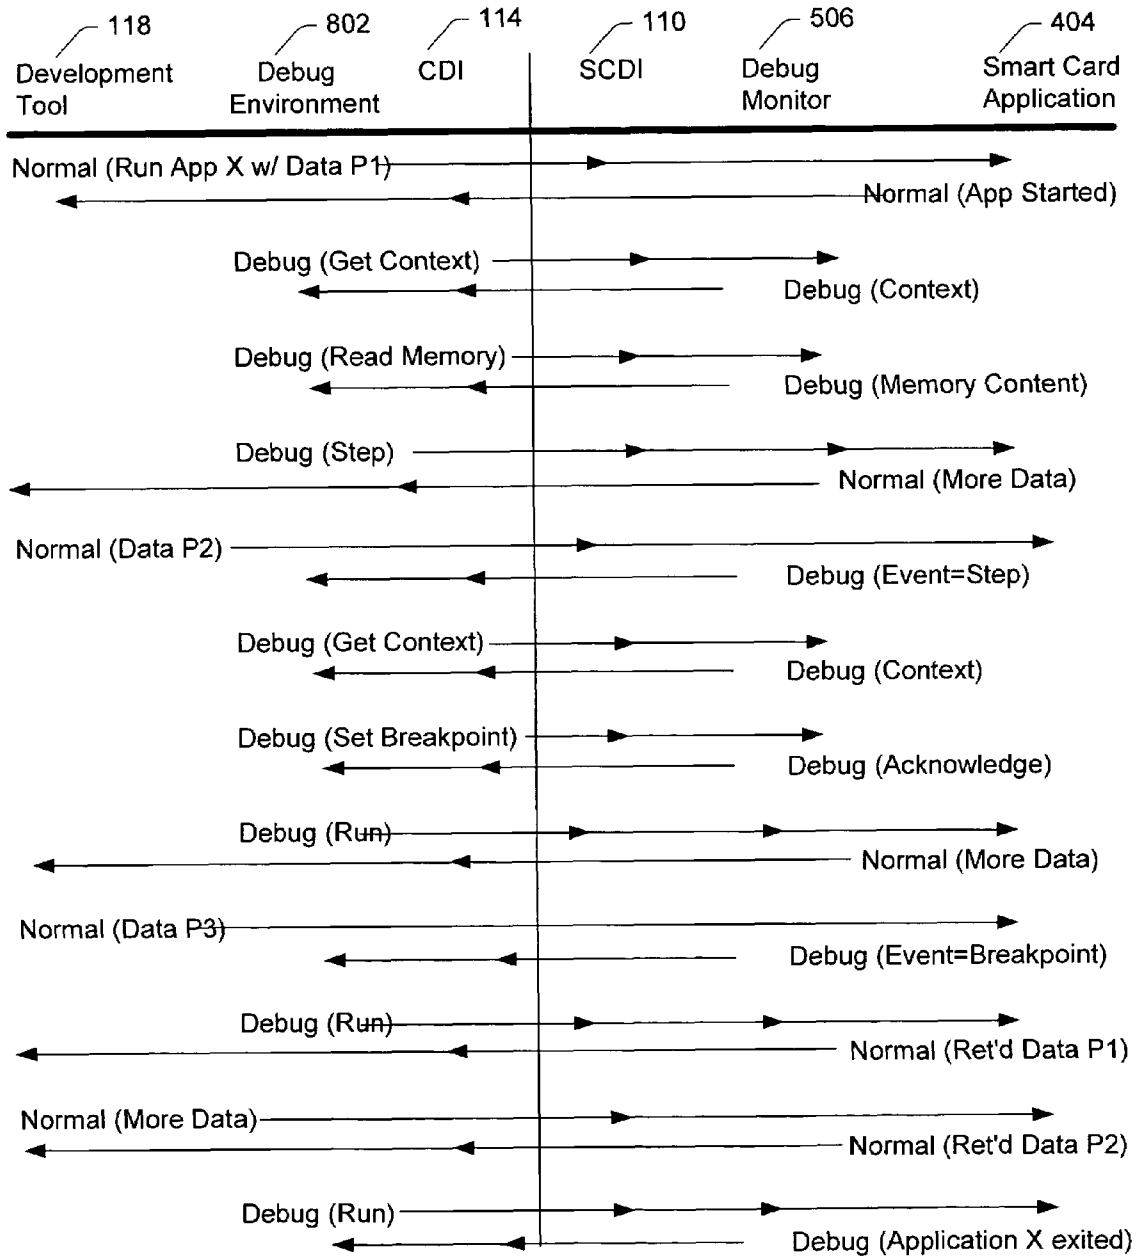 118 802 114 110 506 404
Development Tool Debug Environment CDI SCDI Debug Monitor Smart Card Application
Normal (Run App X w/ Data P1)
Normal (App Started)
Debug (Get Context)
Debug (Context)
Debug (Read Memory)
Debug (Memory Content)
Debug (Step)
Normal (More Data)
Normal (Data P2)
Debug (Event=Step)
Debug (Get Context)
Debug (Context)
Debug (Set Breakpoint)
Debug (Acknowledge)
Debug (Run)
Normal (More Data)
Normal (Data P3)
Debug (Event=Breakpoint)
Debug (Run)
Normal (Ret'd Data P1)
Normal (More Data)
Normal (Ret'd Data P2)
Debug (Run)
Debug (Application X exited)